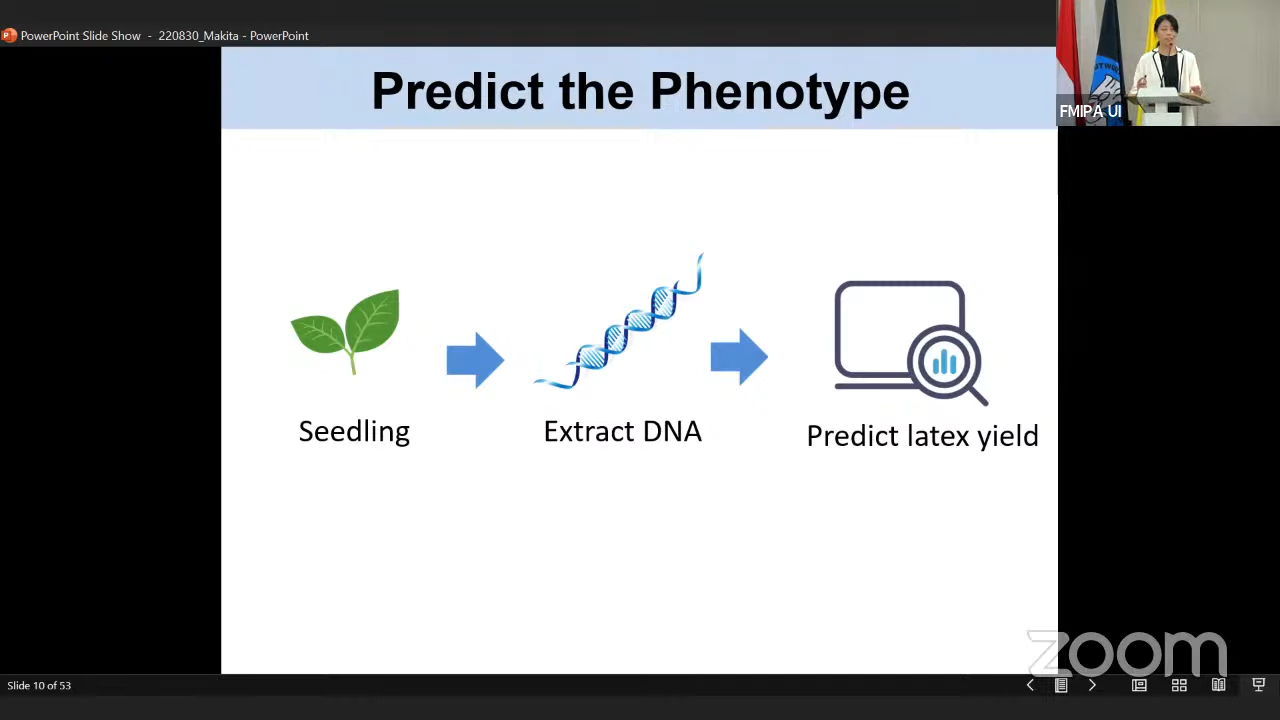 PowerPoint Slide Show - 220830_Makita - PowerPoint
Predict the Phenotype
FMIPA UI
Seedling
Extract DNA
Predict latex yield
zoom
Slide 10 of 53